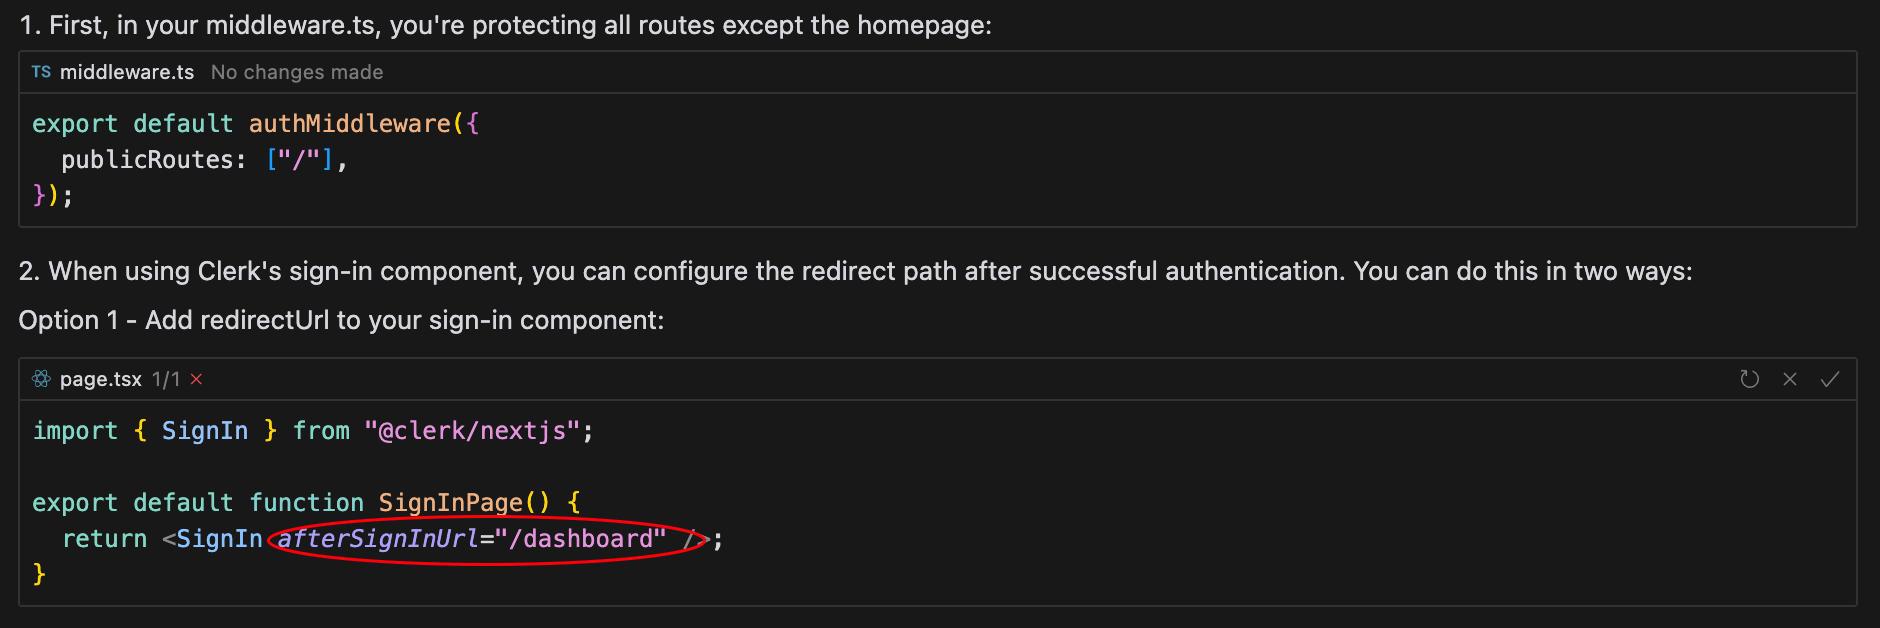 1. First, in your middleware.ts, you're protecting all routes except the homepage:
TS middleware.ts No changes made
export default authMiddleware({
  publicRoutes: ["/"],
});
2. When using Clerk's sign-in component, you can configure the redirect path after successful authentication. You can do this in two ways:
Option 1 - Add redirectUrl to your sign-in component:
page.tsx 1/1
import { SignIn } from "@clerk/nextjs";
export default function SignInPage() {
  return <SignIn afterSignInUrl="/dashboard" />;
}